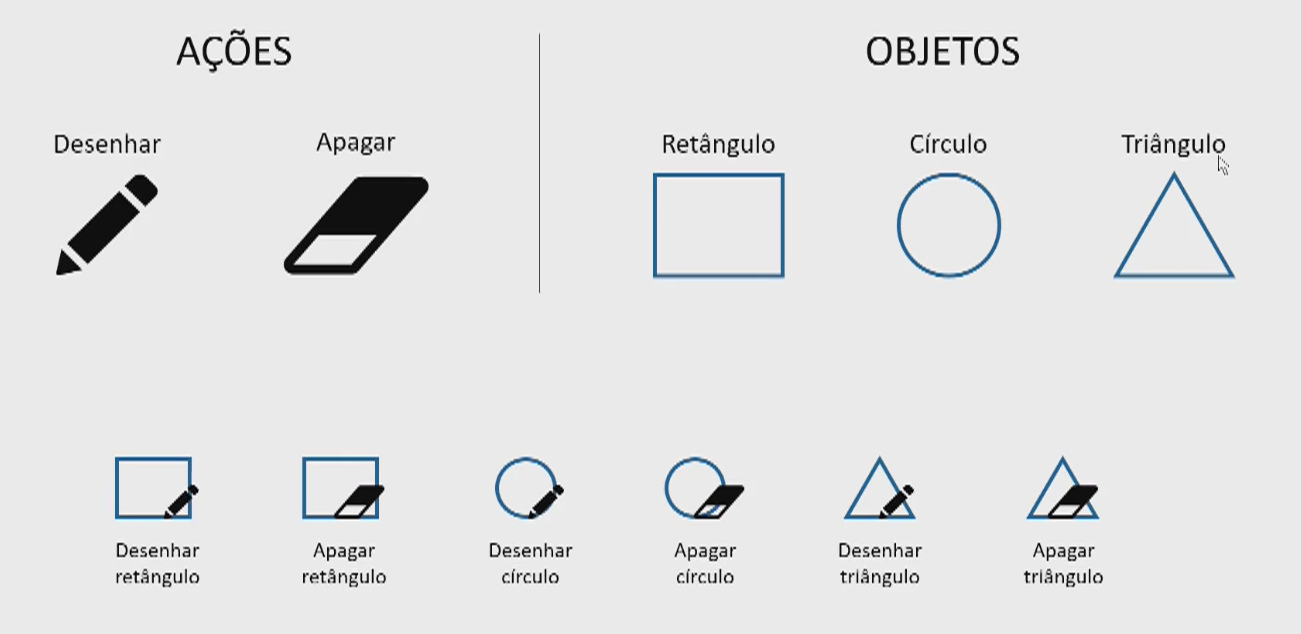 AÇÕES
OBJETOS
Desenhar
Apagar
Retângulo
Círculo
Triângulo
Desenhar
retângulo
Apagar
retângulo
Desenhar
círculo
Apagar
círculo
Desenhar
triângulo
Apagar
triângulo